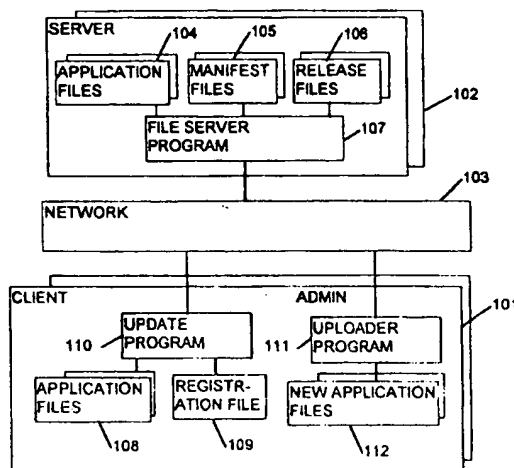 SERVER
104
105
106
APPLICATION
FILES
MANIFEST
FILES
RELEASE
FILES
102
FILE SERVER
PROGRAM
107
103
NETWORK
CLIENT
ADMIN
101
UPDATE
PROGRAM
110
UPLOADER
PROGRAM
111
APPLICATION
FILES
REGISTR-
ATION FILE
NEW APPLICATION
FILES
108
109
112